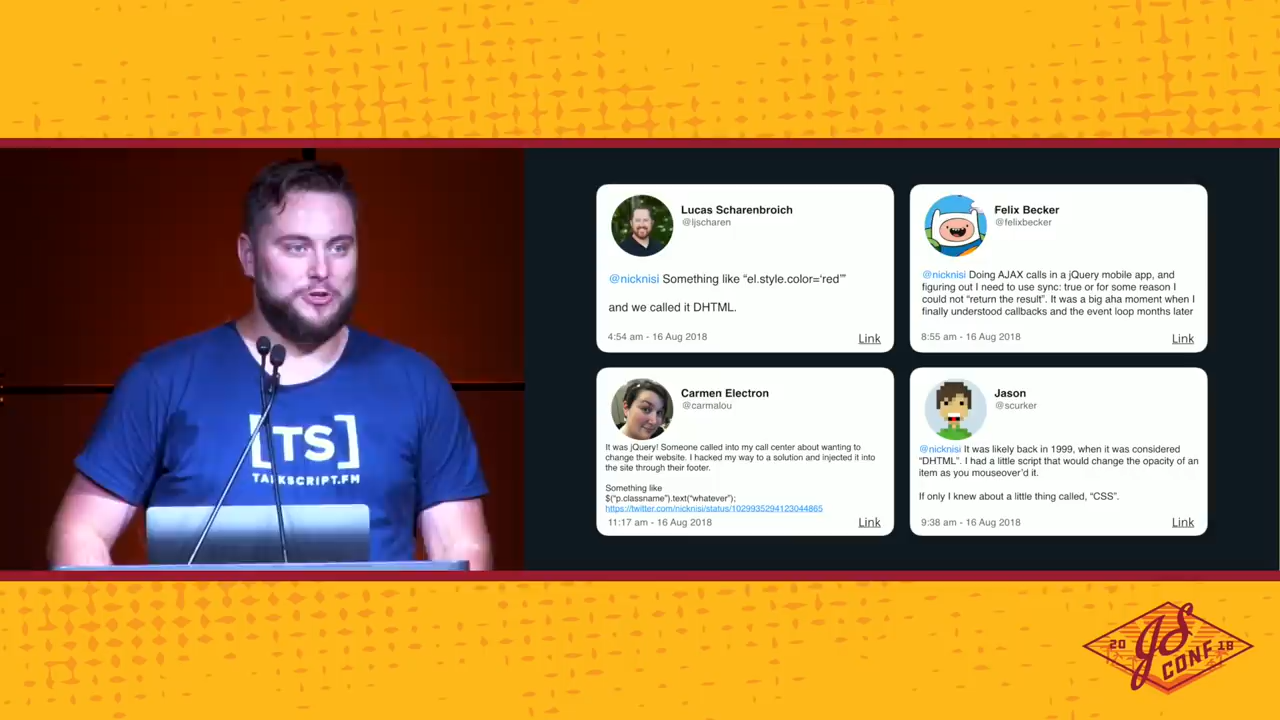 [TS]
TALKSCRIPT.FM
Lucas Scharenbroich
@ljscharen
@nicknisi Something like “el.style.color=‘red’”
and we called it DHTML.
4:54 am - 16 Aug 2018
Link
Felix Becker
@felixbecker
@nicknisi Doing AJAX calls in a jQuery mobile app, and
figuring out I need to use sync: true or for some reason I
could not “return the result”. It was a big aha moment when I
finally understood callbacks and the event loop months later
8:55 am - 16 Aug 2018
Link
Carmen Electron
@carmalou
It was jQuery! Someone called into my call center about wanting to
change their website. I hacked my way to a solution and injected it into
the site through their footer.
Something like
$(“p.classname”).text(“whatever”);
https://twitter.com/nicknisi/status/1029935294123044865
11:17 am - 16 Aug 2018
Link
Jason
@scurker
@nicknisi It was likely back in 1999, when it was considered
“DHTML”. I had a little script that would change the opacity of an
item as you mouseover’d it.
If only I knew about a little thing called, “CSS”.
9:38 am - 16 Aug 2018
Link
20 JS 18
CONF